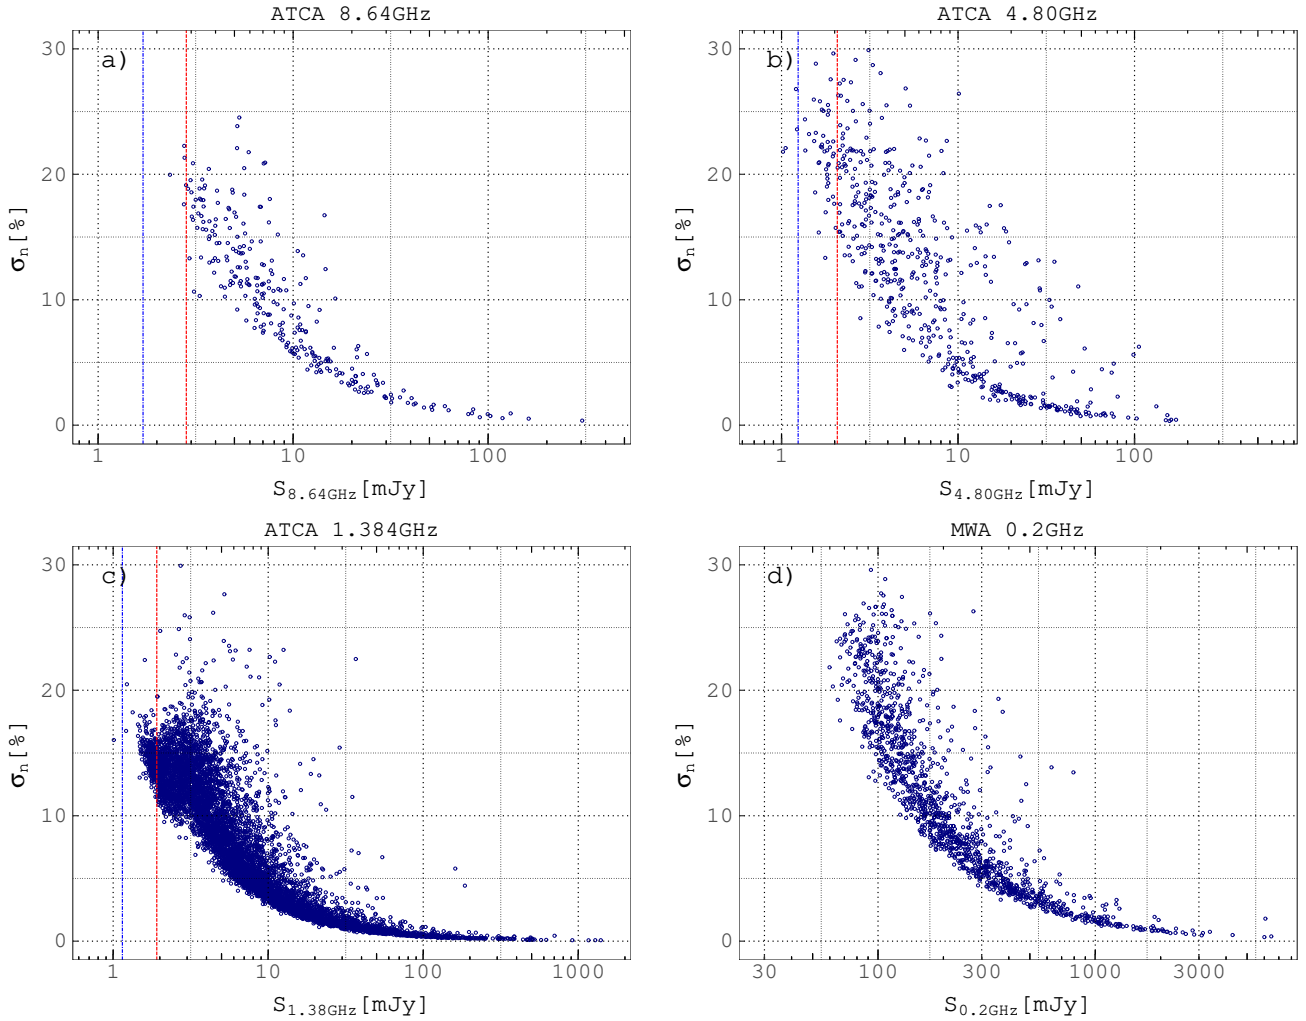 ATCA 8.64GHz
a)
30
20
10
0
σn[%]
1 10 100
S8.64GHz[mJy]
ATCA 4.80GHz
b)
30
20
10
0
σn[%]
1 10 100
S4.80GHz[mJy]
ATCA 1.384GHz
c)
30
20
10
0
σn[%]
1 10 100 1000
S1.38GHz[mJy]
MWA 0.2GHz
d)
30
20
10
0
σn[%]
30 100 300 1000 3000
S0.2GHz[mJy]